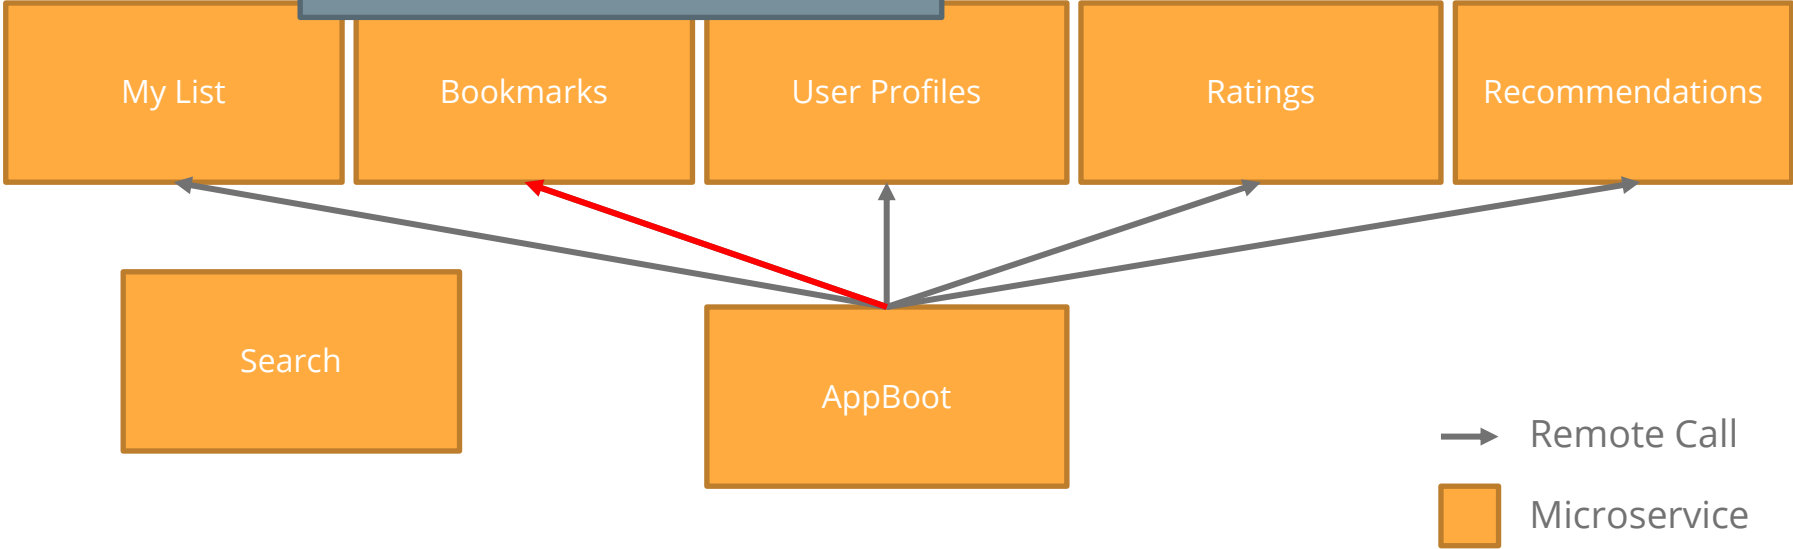 My List
Bookmarks
User Profiles
Ratings
Recommendations
Search
AppBoot
Remote Call
Microservice